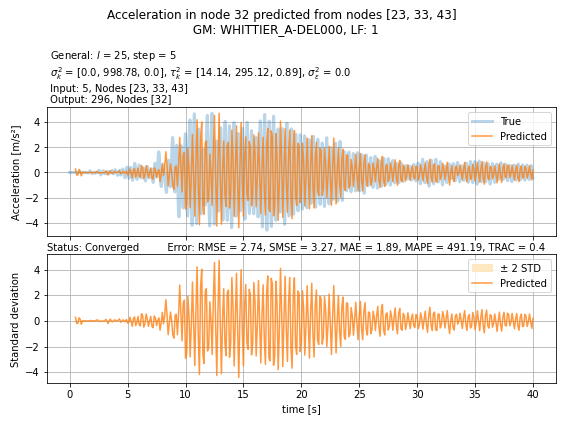 Acceleration in node 32 predicted from nodes [23, 33, 43]
GM: WHITTIER_A-DEL000, LF: 1
General: l = 25, step = 5
σ²ₖ = [0.0, 998.78, 0.0], τ²ₖ = [14.14, 295.12, 0.89], σ²ε = 0.0
Input: 5, Nodes [23, 33, 43]
Output: 296, Nodes [32]
Acceleration [m/s²]
4
2
0
−2
−4
True
Predicted
Status: Converged Error: RMSE = 2.74, SMSE = 3.27, MAE = 1.89, MAPE = 491.19, TRAC = 0.4
Standard deviation
4
2
0
−2
−4
± 2 STD
Predicted
0 5 10 15 20 25 30 35 40
time [s]